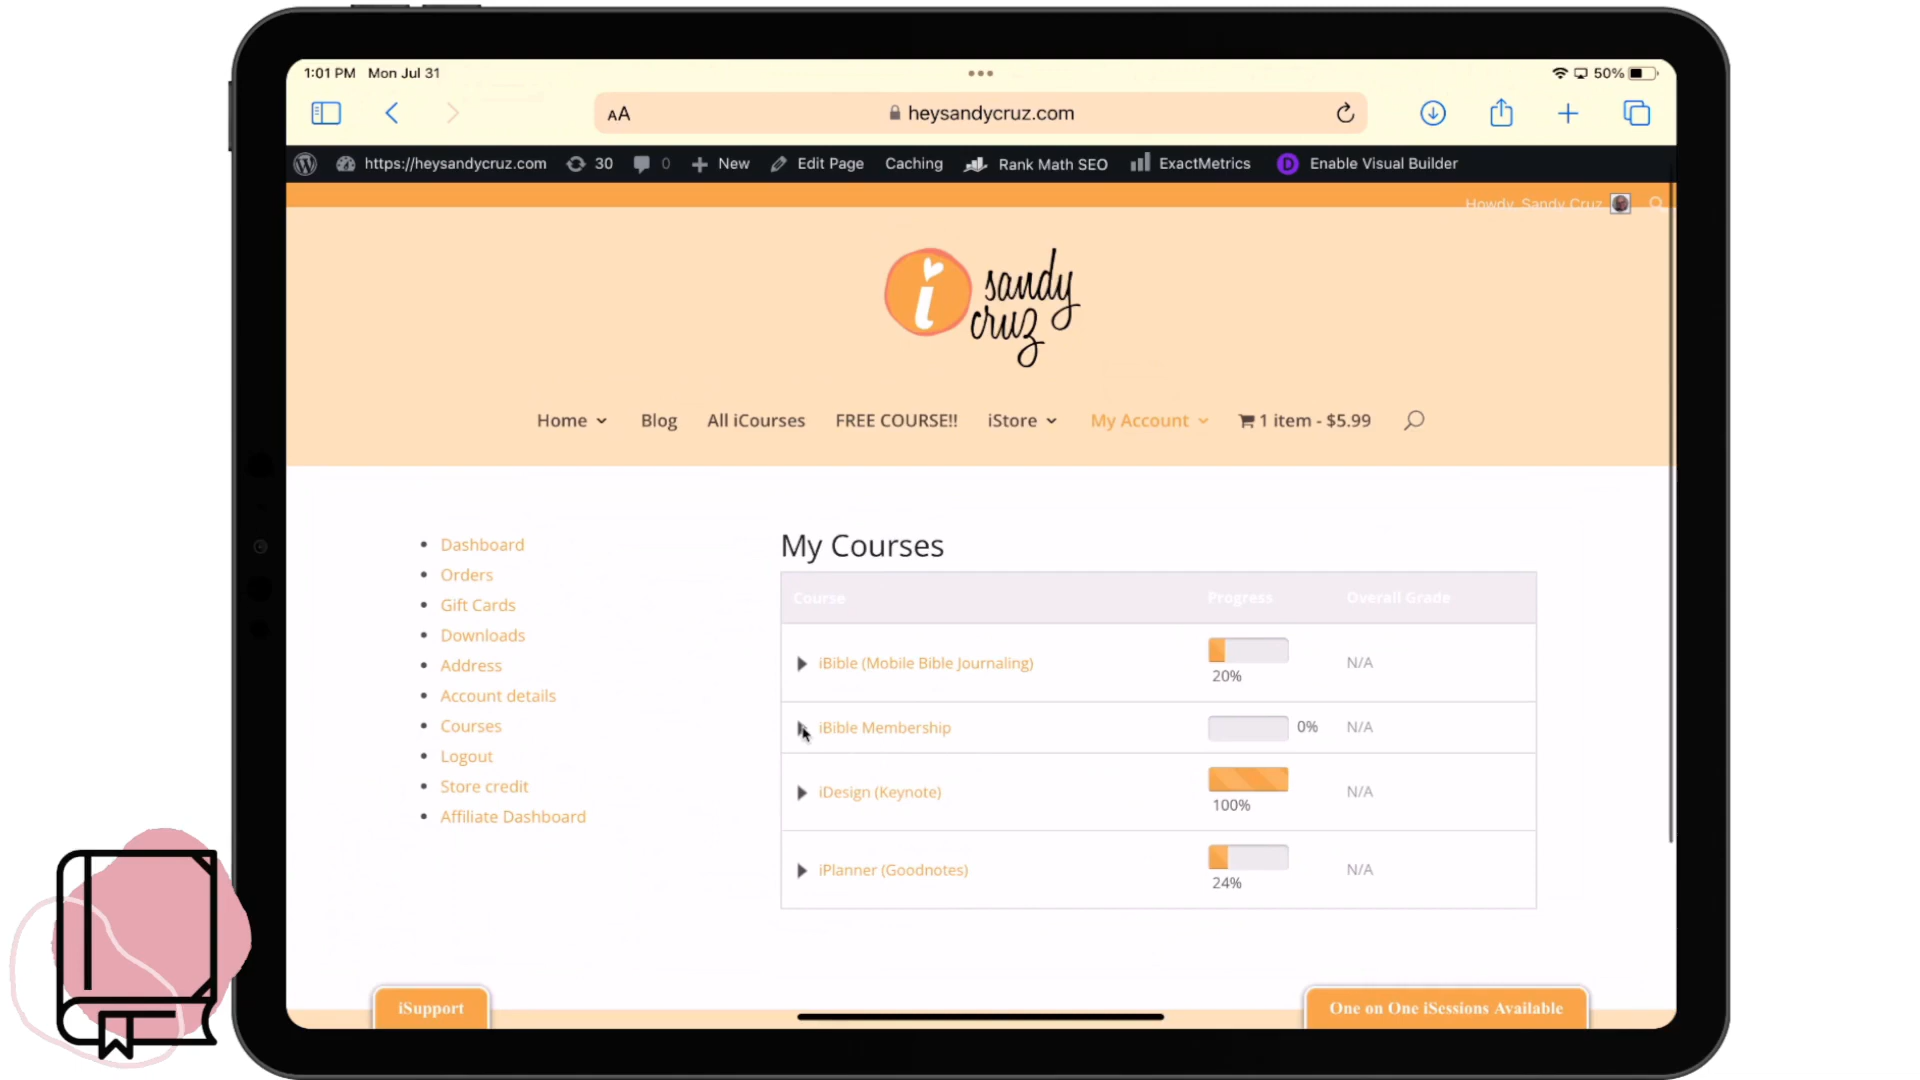 1:01 PM Mon Jul 31
50%
AA
heysandycruz.com
https://heysandycruz.com 30 0 New Edit Page Caching Rank Math SEO ExactMetrics D Enable Visual Builder
Howdy, Sandy Cruz
i sandy
cruz
Home Blog All iCourses FREE COURSE!! iStore My Account 1 item - $5.99
Dashboard
Orders
Gift Cards
Downloads
Address
Account details
Courses
Logout
Store credit
Affiliate Dashboard
My Courses
Course Progress Overall Grade
iBible (Mobile Bible Journaling) 20% N/A
iBible Membership 0% N/A
iDesign (Keynote) 100% N/A
iPlanner (Goodnotes) 24% N/A
iSupport
One on One iSessions Available